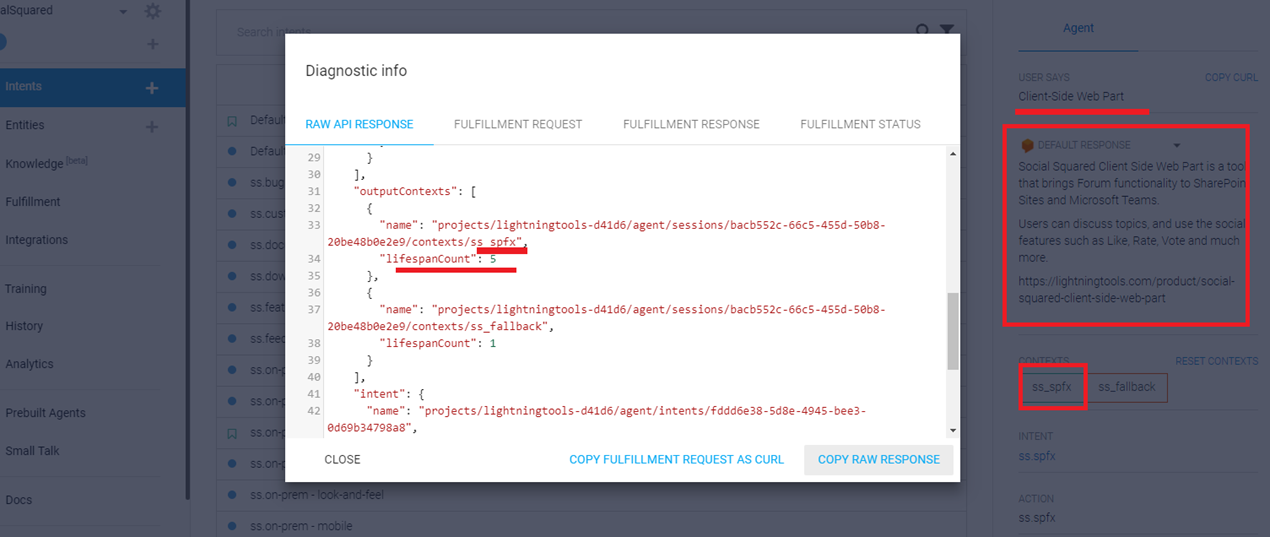 alSquared
Intents
Entities
Knowledge [beta]
Fulfillment
Integrations
Training
History
Analytics
Prebuilt Agents
Small Talk
Docs
Search intents
Defau
Defau
ss.bug
ss.cus
ss.doc
ss.dow
ss.feat
ss.feed
ss.on-p
ss.on-p
ss.on-p
ss.on-p
ss.on-p
ss.on-prem - look-and-feel
ss.on-prem - mobile
Diagnostic info
RAW API RESPONSE FULFILLMENT REQUEST FULFILLMENT RESPONSE FULFILLMENT STATUS
29 }
30 ],
31 "outputContexts": [
32 {
33 "name": "projects/lightningtools-d41d6/agent/sessions/bacb552c-66c5-455d-50b8-
20be48b0e2e9/contexts/ss_spfx",
34 "lifespanCount": 5
35 },
36 {
37 "name": "projects/lightningtools-d41d6/agent/sessions/bacb552c-66c5-455d-50b8-
20be48b0e2e9/contexts/ss_fallback",
38 "lifespanCount": 1
39 }
40 ],
41 "intent": {
42 "name": "projects/lightningtools-d41d6/agent/intents/fddd6e38-5d8e-4945-bee3-
0d69b34798a8",
CLOSE COPY FULFILLMENT REQUEST AS CURL COPY RAW RESPONSE
Agent
USER SAYS COPY CURL
Client-Side Web Part
DEFAULT RESPONSE
Social Squared Client Side Web Part is a tool
that brings Forum functionality to SharePoin
Sites and Microsoft Teams.
Users can discuss topics, and use the social
features such as Like, Rate, Vote and much
more.
https://lightningtools.com/product/social-
squared-client-side-web-part
CONTEXTS RESET CONTEXTS
ss_spfx ss_fallback
INTENT
ss.spfx
ACTION
ss.spfx